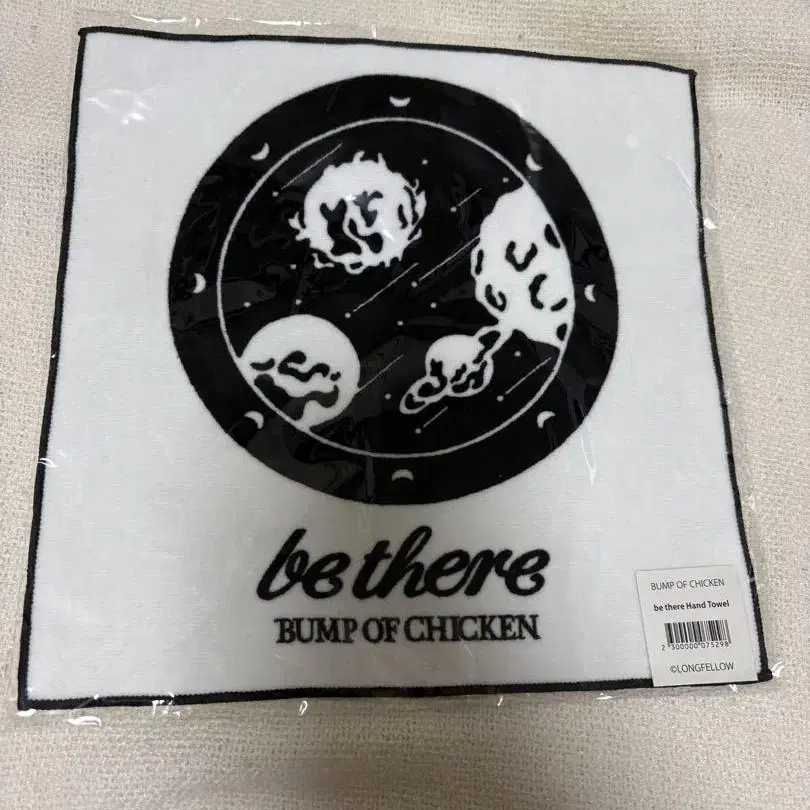 be there
BUMP OF CHICKEN
BUMP OF CHICKEN
be there Hand Towel
2 300000 075298
©LONGFELLOW